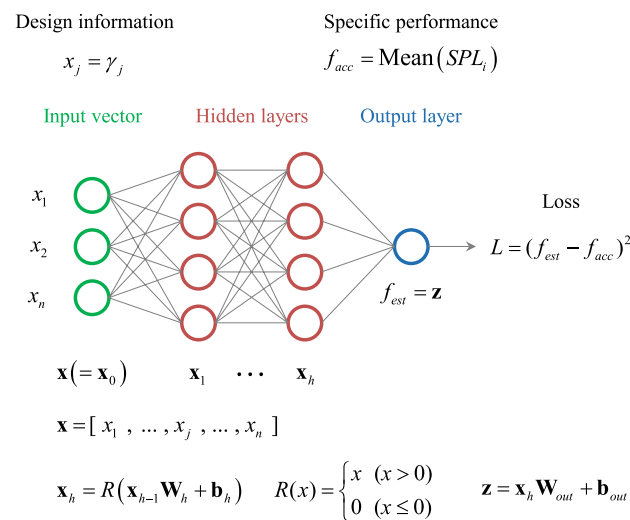 Design information Specific performance
x_j = γ_j f_acc = Mean(SPL_i)
Input vector Hidden layers Output layer
x_1
x_2
x_n
Loss
L = (f_est − f_acc)^2
f_est = z
x(= x_0) x_1 ··· x_h
x = [ x_1 , ... , x_j , ... , x_n ]
x_h = R(x_{h−1}W_h + b_h) R(x) = { x (x > 0) z = x_h W_out + b_out
0 (x ≤ 0)